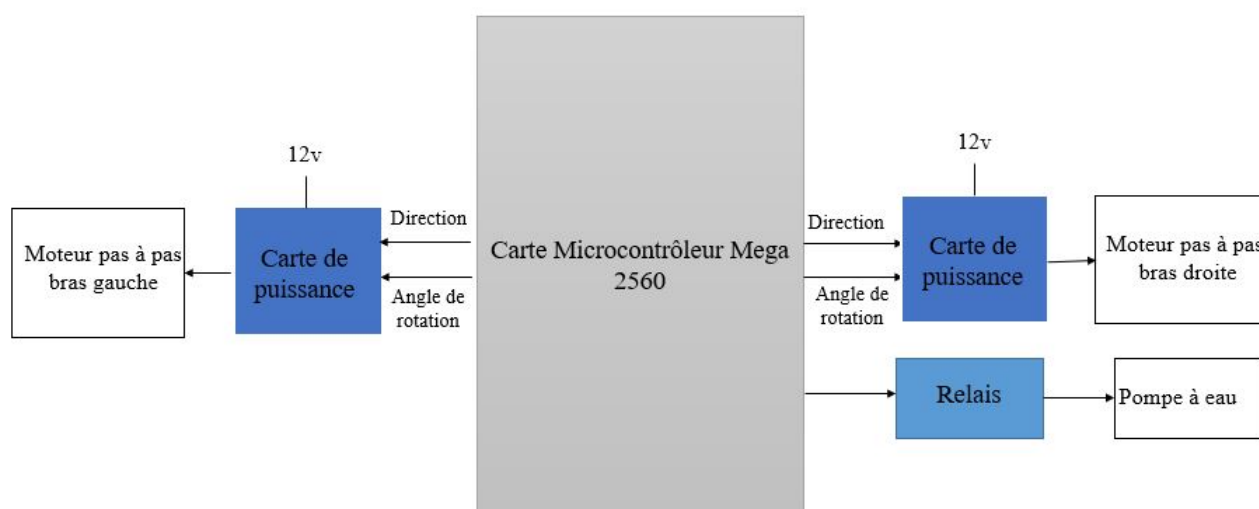 12v
12v
Direction
Direction
Moteur pas à pas
bras gauche
Carte de
puissance
Carte Microcontrôleur Mega
2560
Carte de
puissance
Moteur pas à pas
bras droite
Angle de
rotation
Angle de
rotation
Relais
Pompe à eau